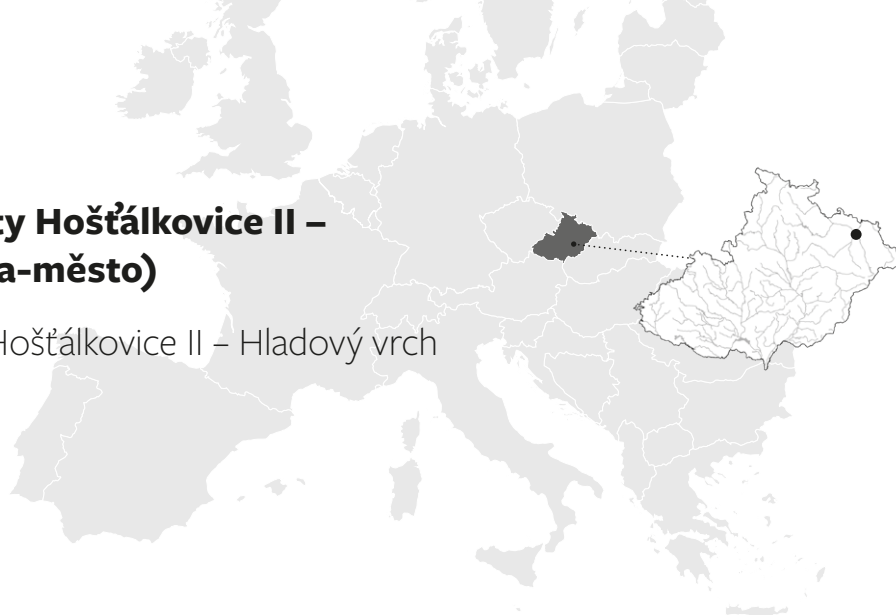 ty Hošťálkovice II –
a-město)
Hošťálkovice II – Hladový vrch